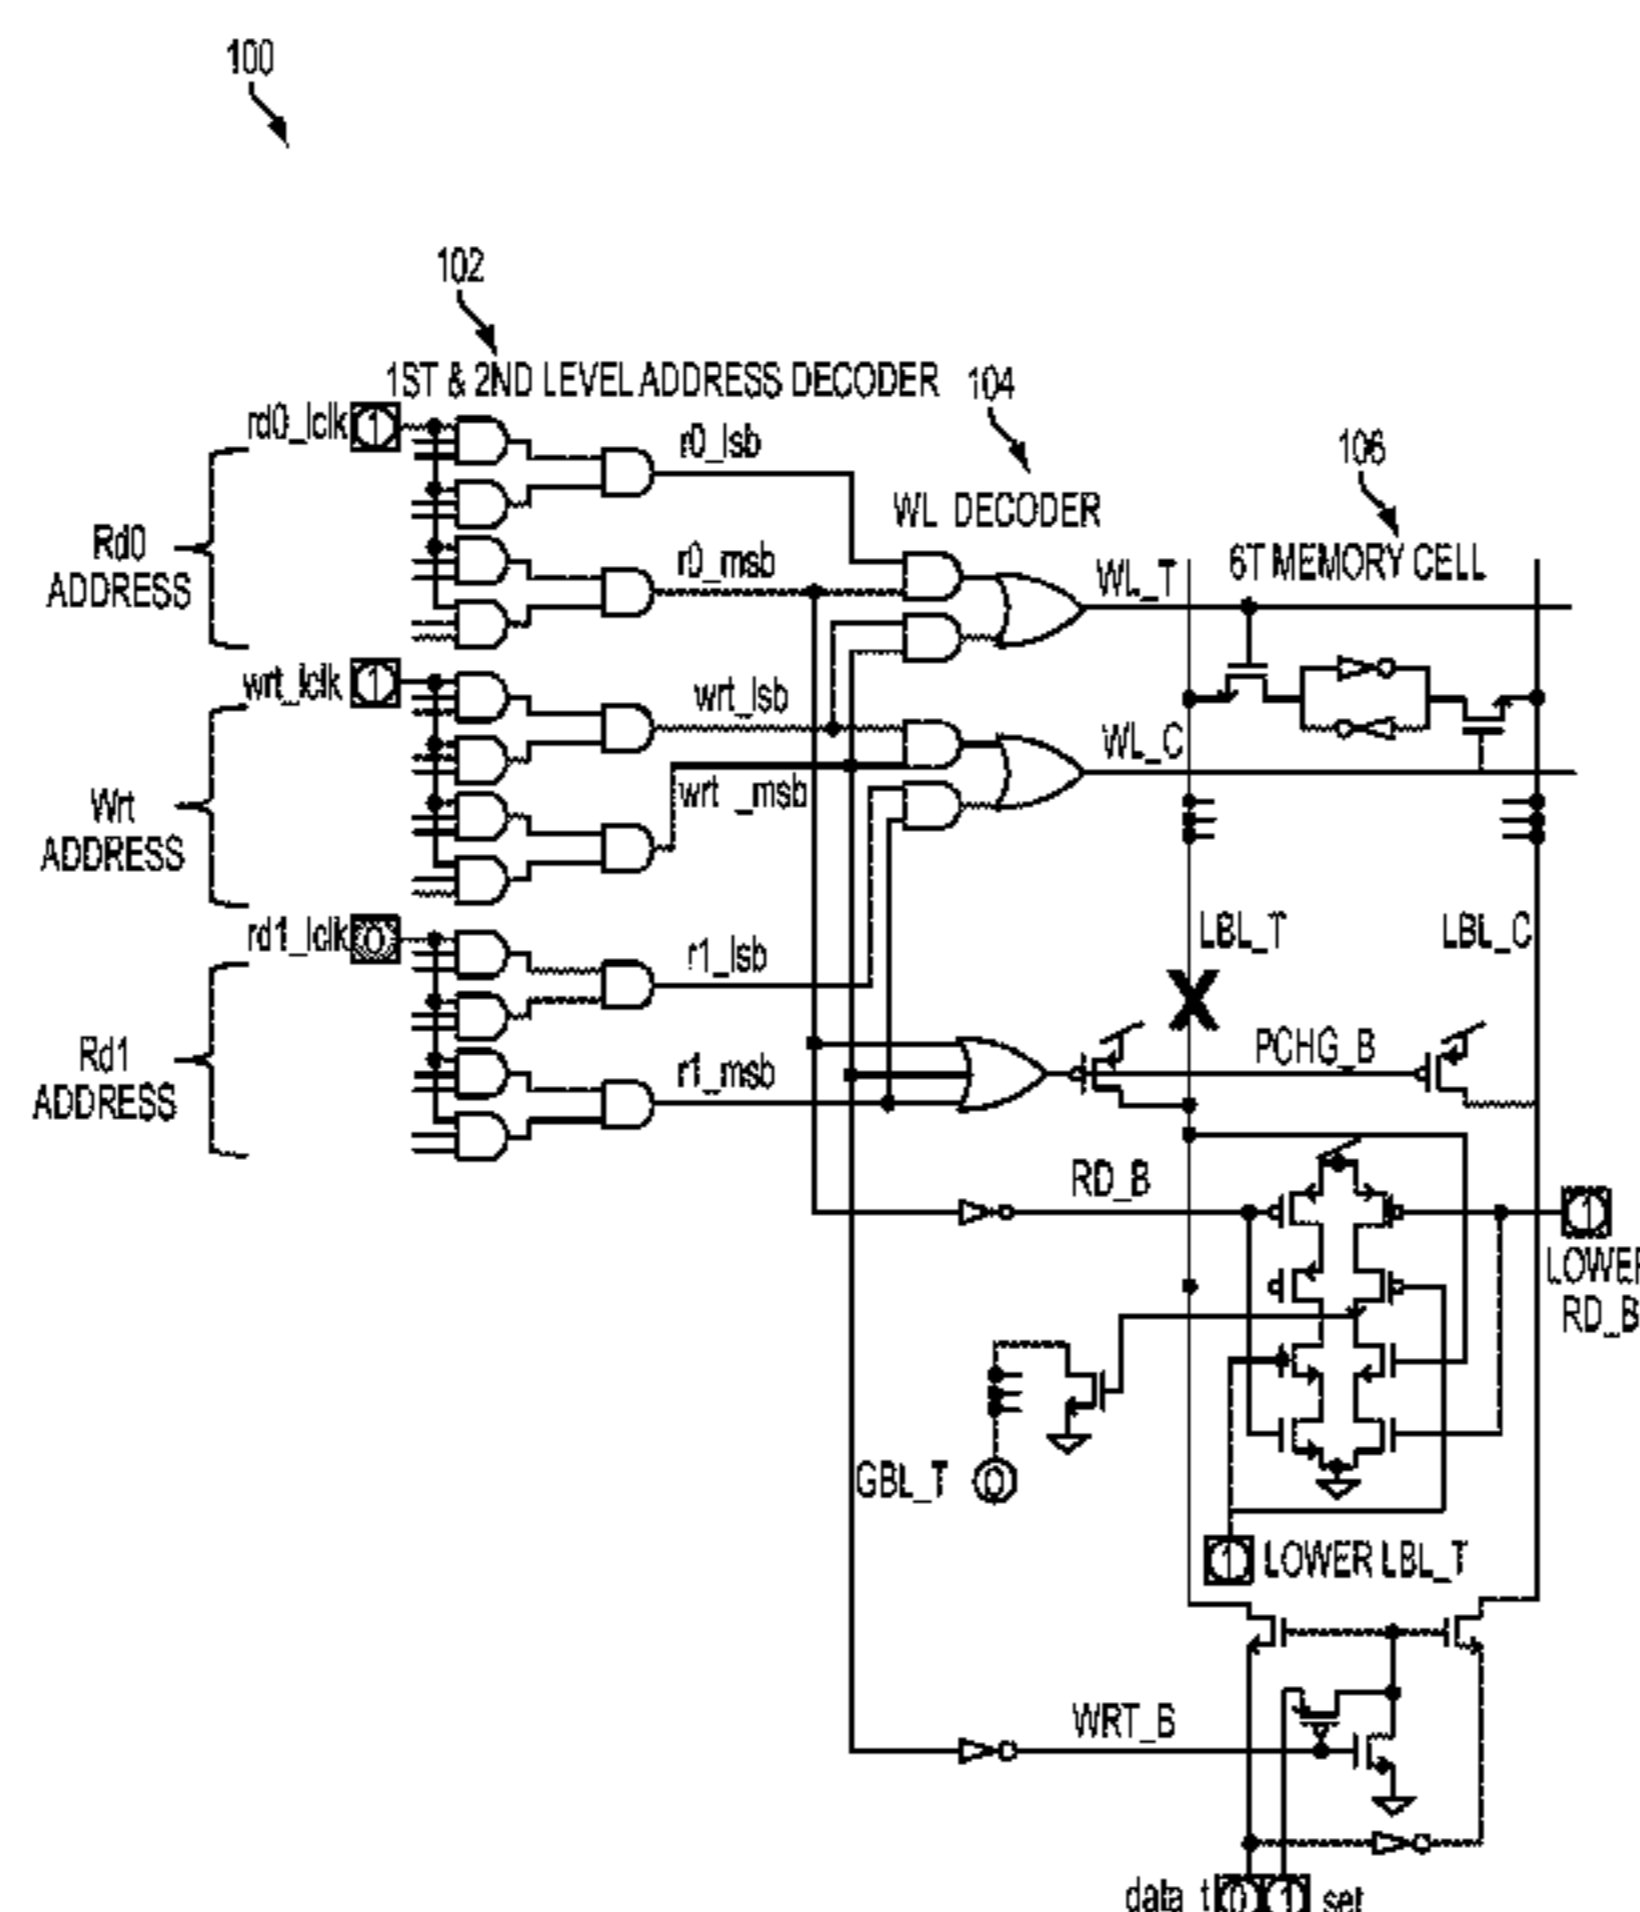 100
102
1ST & 2ND LEVEL ADDRESS DECODER
104
rd0_lclk 1
r0_lsb
106
WL DECODER
Rd0
ADDRESS
r0_msb
WL_T
6T MEMORY CELL
wrt_lclk 1
wrt_lsb
WL_C
Wrt
ADDRESS
wrt _msb
rd1_lclk 0
r1_lsb
LBL_T
LBL_C
X
Rd1
ADDRESS
r1_msb
PCHG_B
RD_B
1
LOWER
RD_B
GBL_T 0
1 LOWER LBL_T
WRT_B
data_t 0 1 set